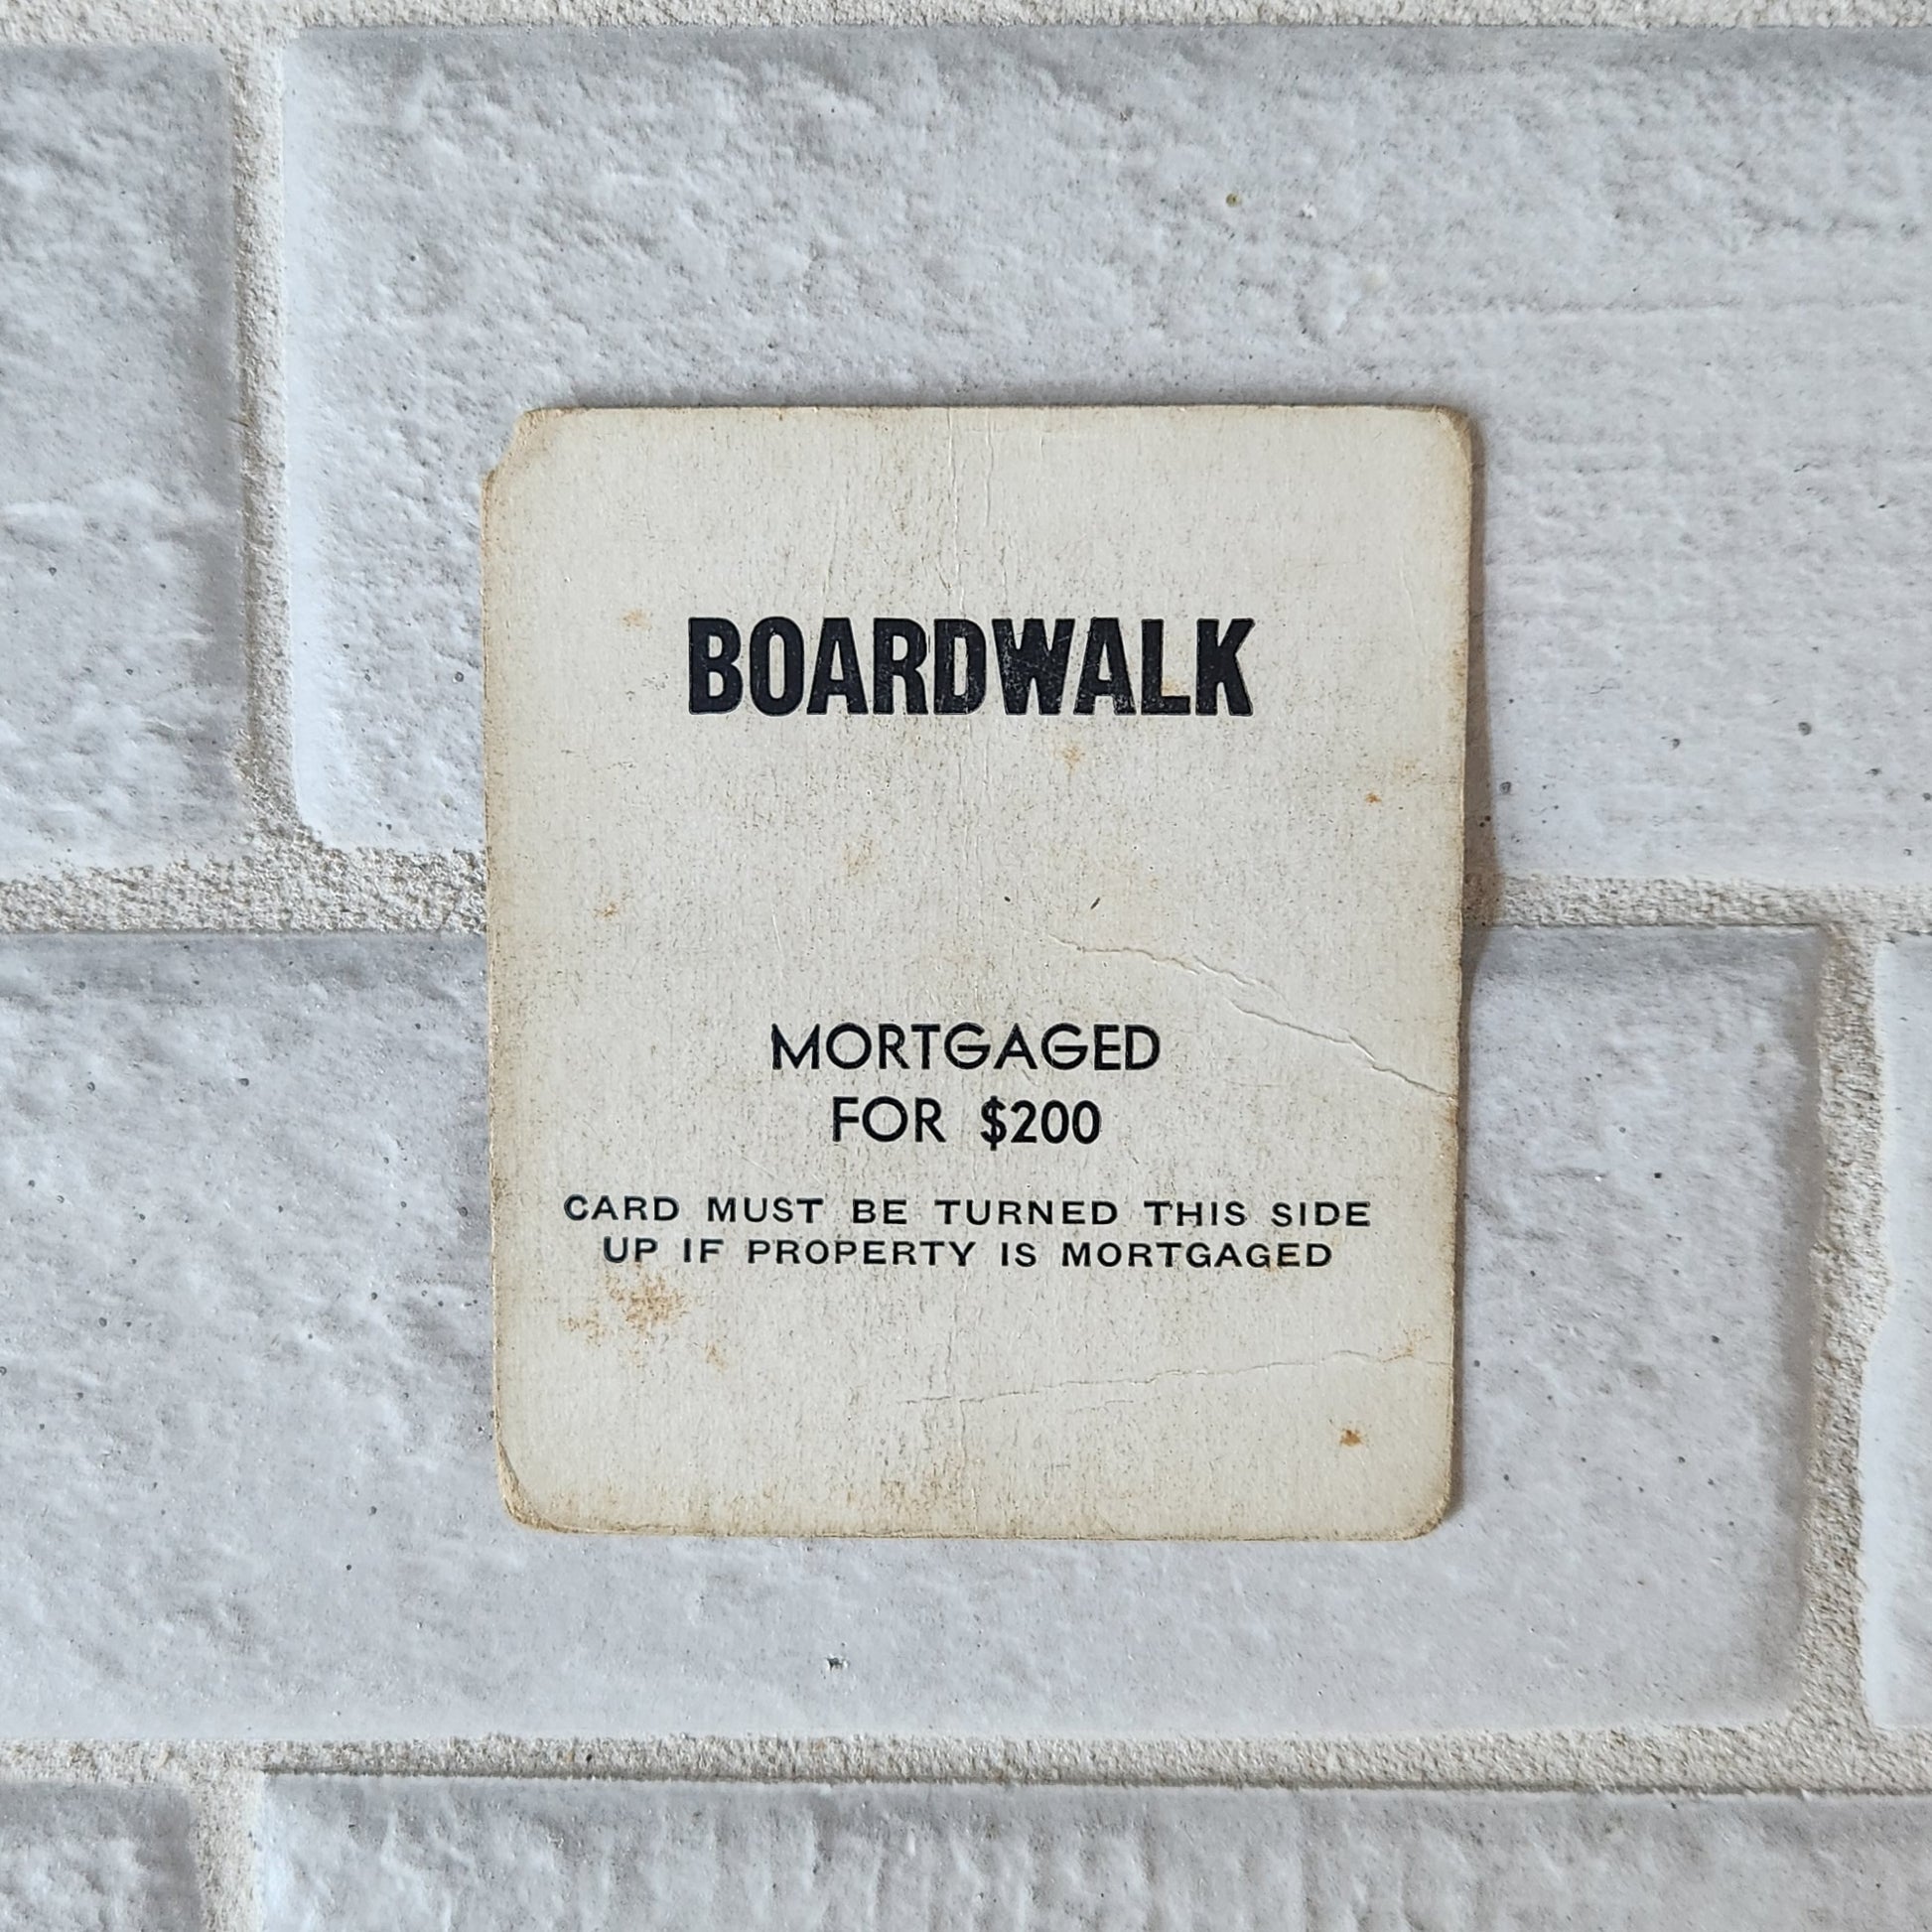 BOARDWALK
MORTGAGED
FOR $200
CARD MUST BE TURNED THIS SIDE
UP IF PROPERTY IS MORTGAGED